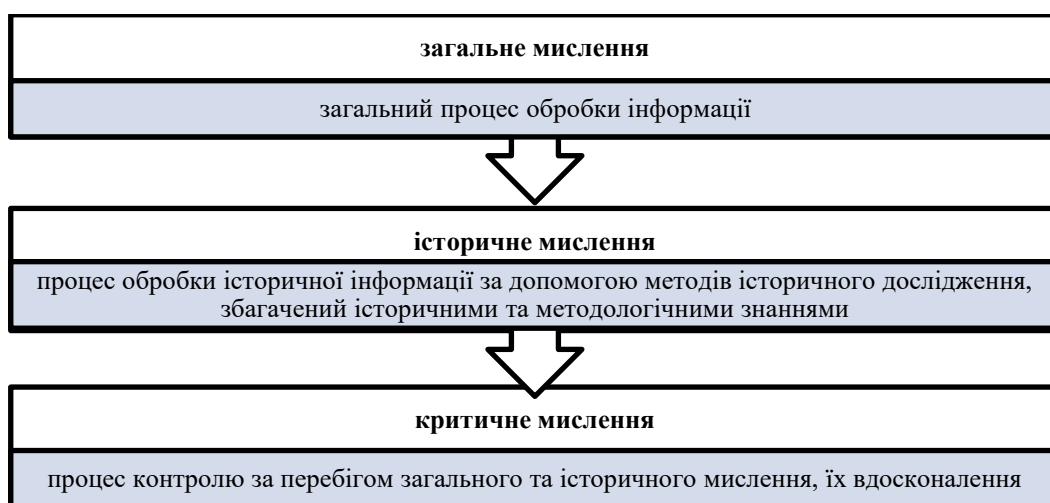 загальне мислення
загальний процес обробки інформації
історичне мислення
процес обробки історичної інформації за допомогою методів історичного дослідження,
збагачений історичними та методологічними знаннями
критичне мислення
процес контролю за перебігом загального та історичного мислення, їх вдосконалення